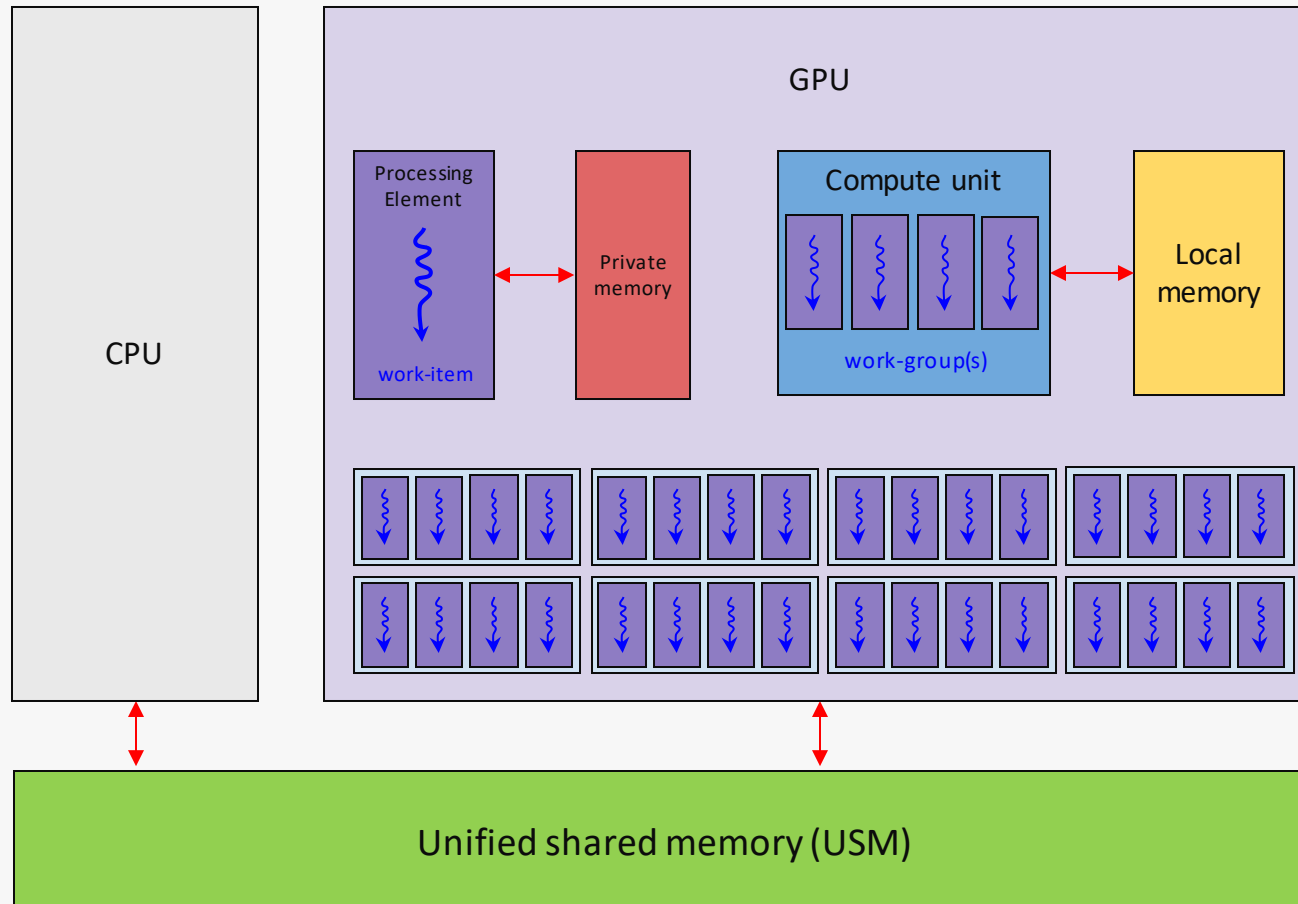 GPU
Processing
Element
work-item
Private
memory
Compute unit
work-group(s)
Local
memory
CPU
Unified shared memory (USM)